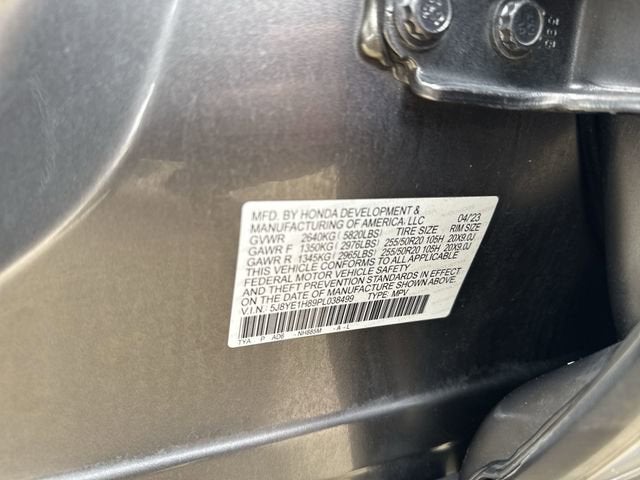 MFD. BY HONDA DEVELOPMENT & 04/23
MANUFACTURING OF AMERICA, LLC
GVWR 2640KG( 5820LBS) TIRE SIZE RIM SIZE
GAWR F 1350KG( 2976LBS) 255/50R20 105H 20X9.0J
GAWR R 1345KG( 2965LBS) 255/50R20 105H 20X9.0J
THIS VEHICLE CONFORMS TO ALL APPLICABLE
FEDERAL MOTOR VEHICLE SAFETY
AND THEFT PREVENTION STANDARDS IN EFFECT
ON THE DATE OF MANUFACTURE SHOWN ABOVE.
V.I.N.: 5J8YE1H89PL038499 TYPE: MPV
TYA - P AD6 NH885M - A - L